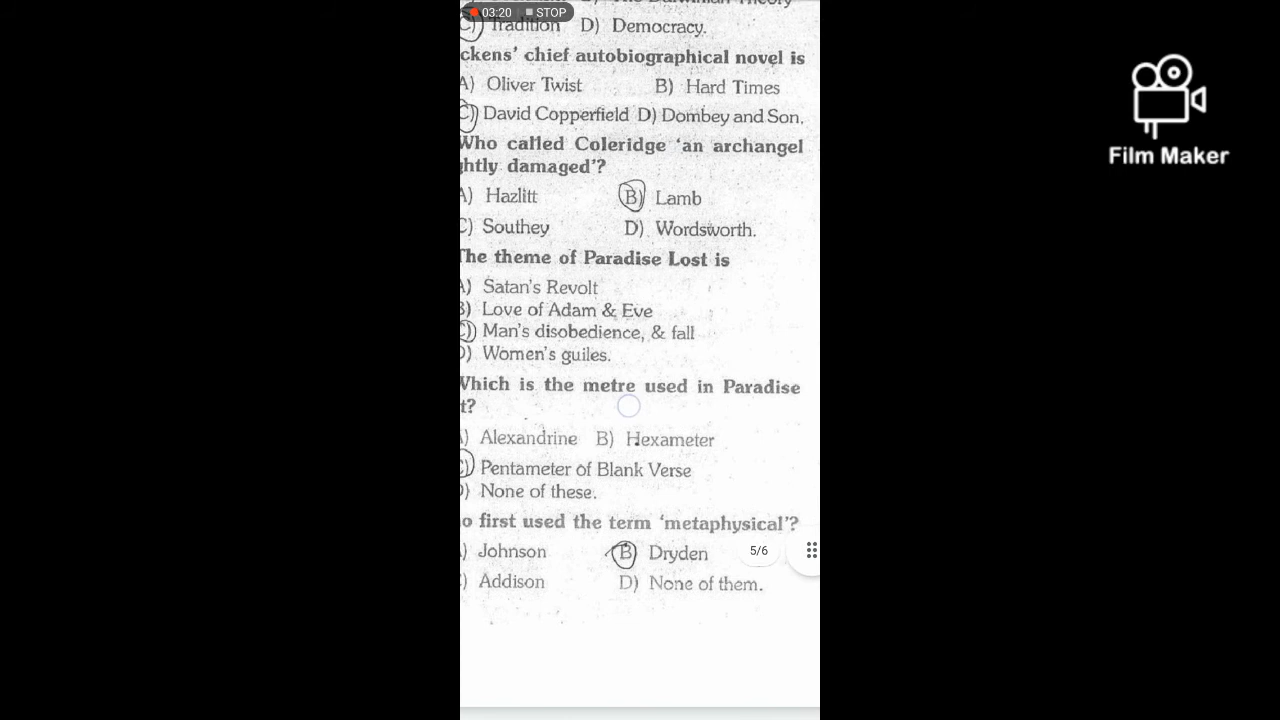 03:20 STOP
C) Tradition D) Democracy.
ckens' chief autobiographical novel is
A) Oliver Twist B) Hard Times
C) David Copperfield D) Dombey and Son.
Who called Coleridge 'an archangel
ghtly damaged'?
A) Hazlitt B) Lamb
C) Southey D) Wordsworth.
The theme of Paradise Lost is
A) Satan's Revolt
B) Love of Adam & Eve
C) Man's disobedience, & fall
D) Women's guiles.
Which is the metre used in Paradise
t?
) Alexandrine B) Hexameter
C) Pentameter of Blank Verse
) None of these.
o first used the term 'metaphysical'?
) Johnson B) Dryden
) Addison D) None of them.
5/6
Film Maker